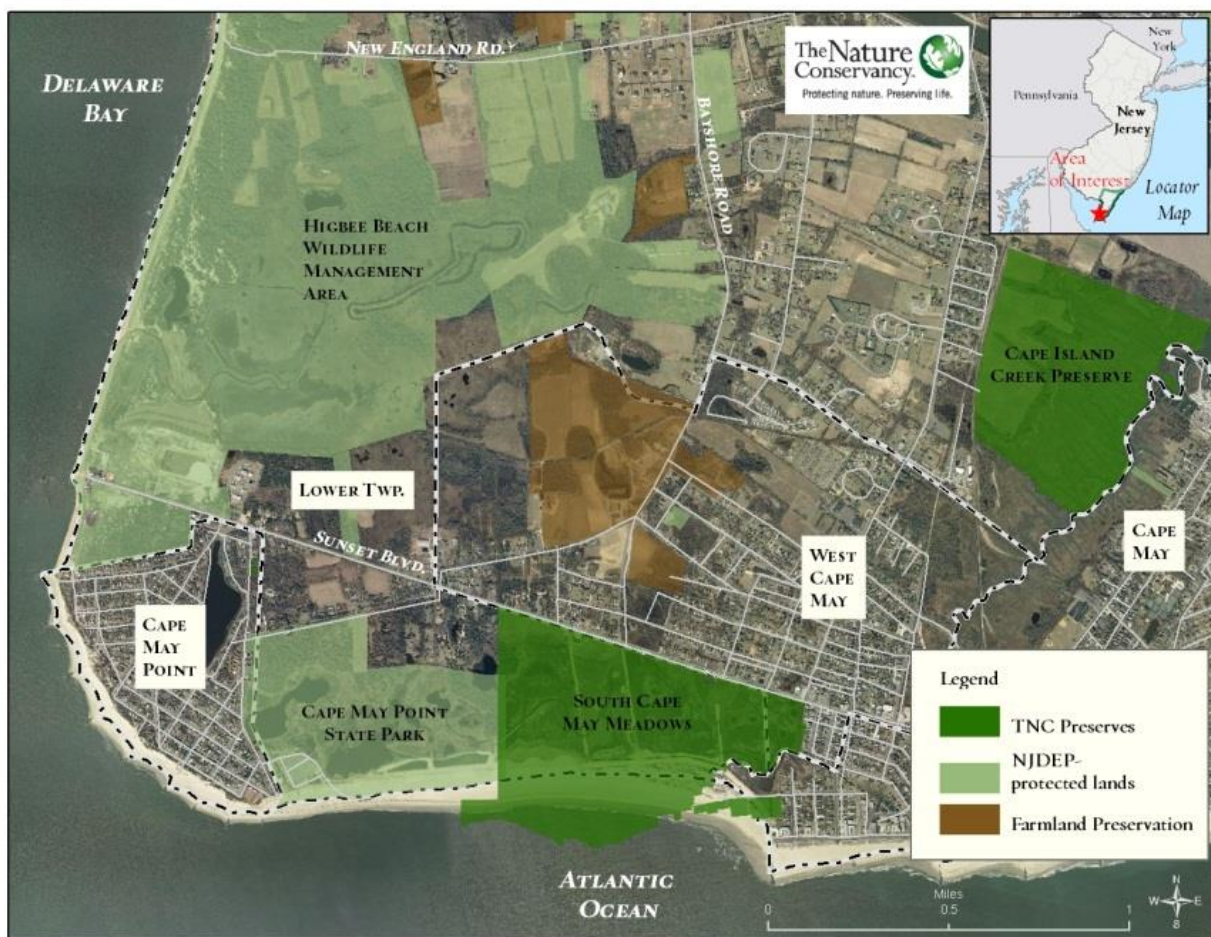 DELAWARE
BAY
NEW ENGLAND RD.
BAYSHORE ROAD
The Nature
Conservancy
Protecting nature. Preserving life.
New
York
Pennsylvania
New
Jersey
Area
of Interest
Locator
Map
HIGBEE BEACH
WILDLIFE
MANAGEMENT
AREA
CAPE ISLAND
CREEK PRESERVE
LOWER TWP.
SUNSET BLVD.
WEST
CAPE
MAY
CAPE
MAY
CAPE
MAY
POINT
CAPE MAY POINT
STATE PARK
SOUTH CAPE
MAY MEADOWS
Legend
TNC Preserves
NJDEP-
protected lands
Farmland Preservation
ATLANTIC
OCEAN
Miles
0 0.5 1
N
W E
S